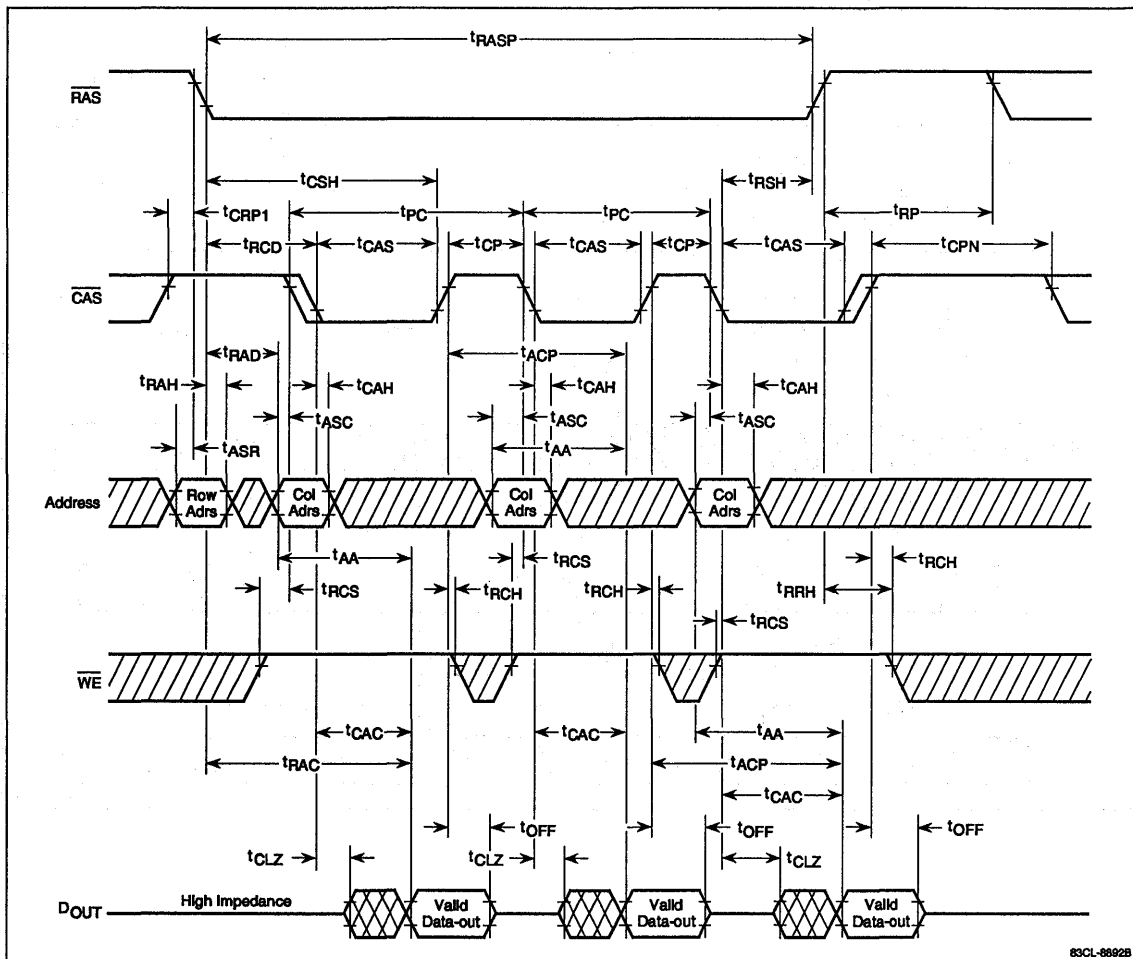 tRASP
RAS
tCSH
tRSH
tCRP1
tPC
tPC
tRP
tRCD
tCAS
tCP
tCAS
tCP
tCAS
tCPN
CAS
tRAD
tACP
tRAH
tCAH
tCAH
tCAH
tASC
tASC
tASC
tASR
tAA
Address
Row Adrs
Col Adrs
Col Adrs
Col Adrs
tAA
tRCS
tRCH
tRCS
tRCH
tRCH
tRRH
tRCS
WE
tCAC
tCAC
tAA
tRAC
tACP
tCAC
tOFF
tOFF
tOFF
tCLZ
tCLZ
tCLZ
DOUT
High Impedance
Valid Data-out
Valid Data-out
Valid Data-out
83CL-8892B